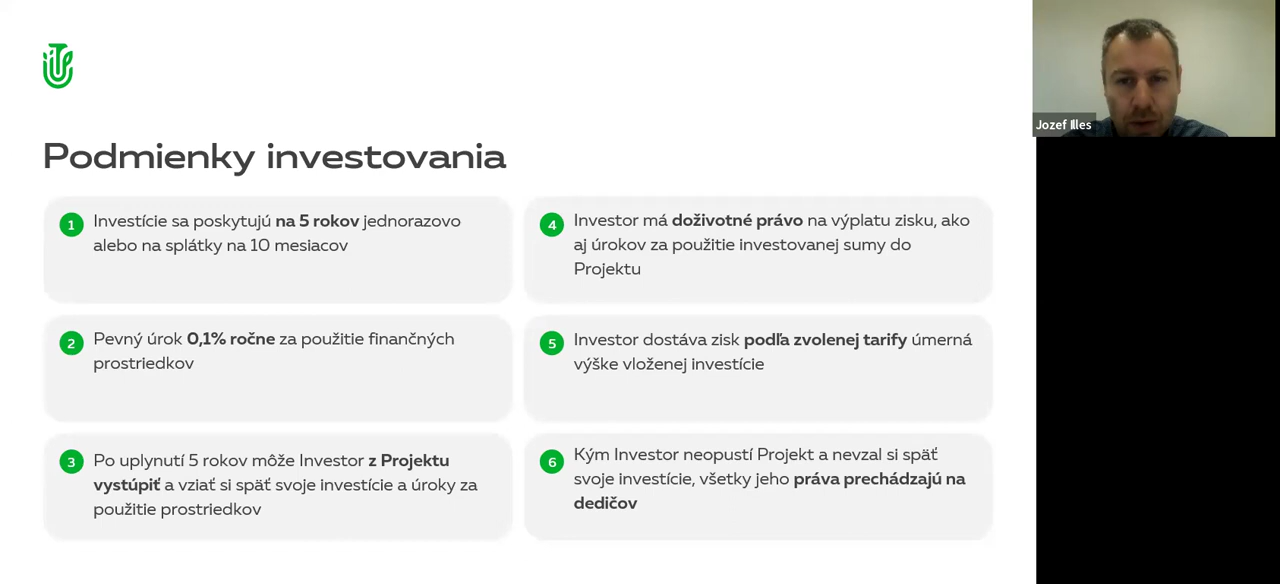 Podmienky investovania
1
Investície sa poskytujú na 5 rokov jednorazovo
alebo na splátky na 10 mesiacov
2
Pevný úrok 0,1% ročne za použitie finančných
prostriedkov
3
Po uplynutí 5 rokov môže Investor z Projektu
vystúpiť a vziať si späť svoje investície a úroky za
použitie prostriedkov
4
Investor má doživotné právo na výplatu zisku, ako
aj úrokov za použitie investovanej sumy do
Projektu
5
Investor dostáva zisk podľa zvolenej tarify úmerná
výške vloženej investície
6
Kým Investor neopustí Projekt a nevzal si späť
svoje investície, všetky jeho práva prechádzajú na
dedičov
Jozef Illes